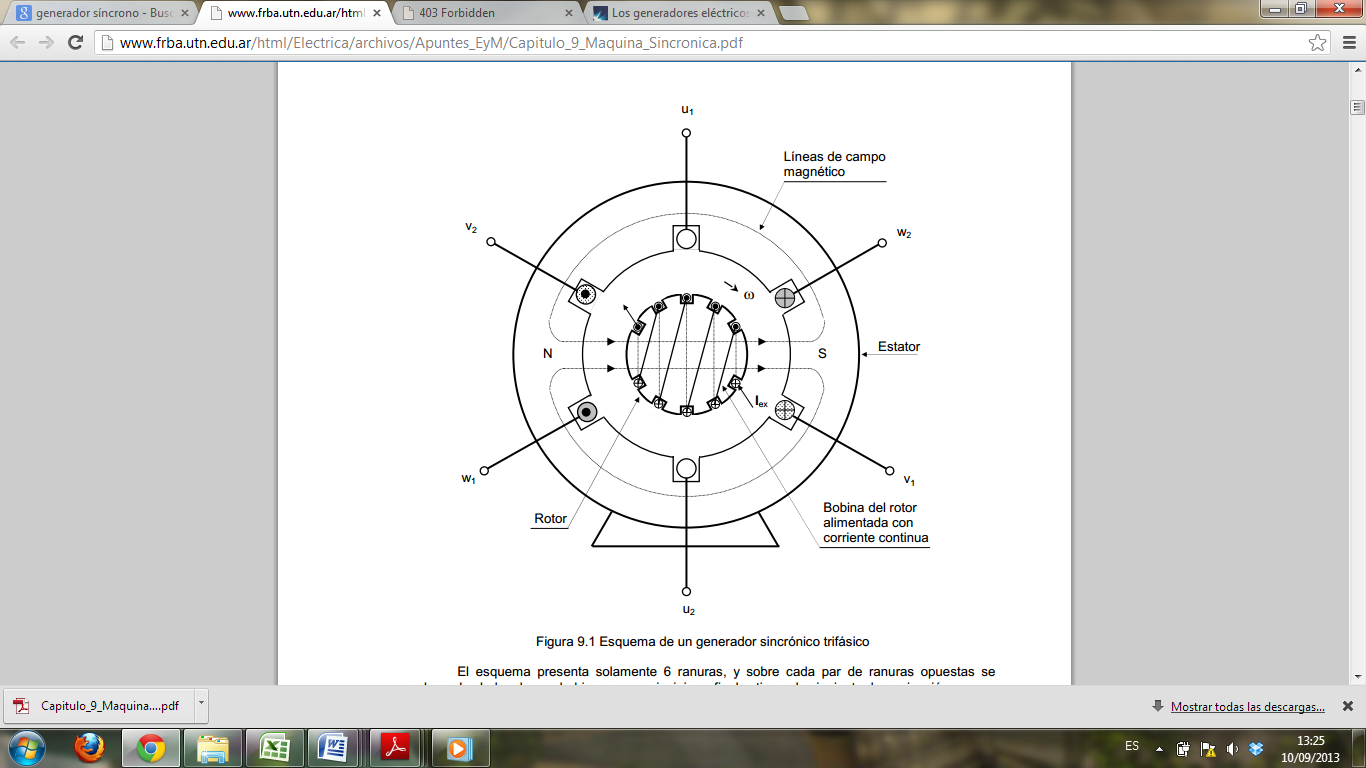 generador síncrono - Busc
www.frba.utn.edu.ar/html
403 Forbidden
Los generadores eléctricos
www.frba.utn.edu.ar/html/Electrica/archivos/Apuntes_EyM/Capitulo_9_Maquina_Sincronica.pdf
u1
Líneas de campo
magnético
v2
w2
ω
N
S
Estator
Iex
w1
v1
Rotor
Bobina del rotor
alimentada con
corriente continua
u2
Figura 9.1 Esquema de un generador sincrónico trifásico
El esquema presenta solamente 6 ranuras, y sobre cada par de ranuras opuestas se
Capitulo_9_Maquina....pdf
Mostrar todas las descargas...
ES
13:25
10/09/2013